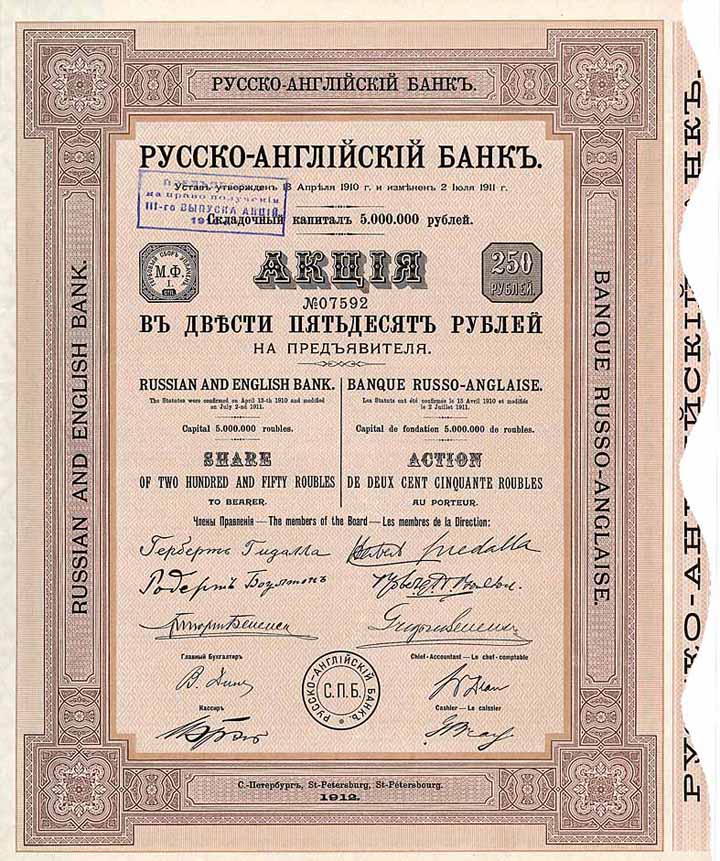 РУССКО-АНГЛІЙСКІЙ БАНКЪ.
РУССКО-АНГЛІЙСКІЙ БАНКЪ.
Уставъ утвержден 13 Апрѣля 1910 г. и измѣнен 2 Іюля 1911 г.
на право полученія
III-го ВЫПУСКА АКЦІЙ
Складочный капиталъ 5.000.000 рублей.
М.Ф.
I.
СПБ.
АКЦІЯ
250
РУБЛЕЙ.
№07592
ВЪ ДВѢСТИ ПЯТЬДЕСЯТЪ РУБЛЕЙ
НА ПРЕДЪЯВИТЕЛЯ.
RUSSIAN AND ENGLISH BANK.
The Statutes were confirmed on April 13-th 1910 and modified
on July 2-nd 1911.
Capital 5.000.000 roubles.
SHARE
OF TWO HUNDRED AND FIFTY ROUBLES
TO BEARER.
BANQUE RUSSO-ANGLAISE.
Les Statuts ont été confirmés le 13 Avril 1910 et modifiés
le 2 Juillet 1911.
Capital de fondation 5.000.000 de roubles.
ACTION
DE DEUX CENT CINQUANTE ROUBLES
AU PORTEUR.
Члены Правленія — The members of the Board — Les membres de la Direction:
Гербертъ Гидалла
Herbert Guedalla
Робертъ Боультонъ
Главный Бухгалтеръ
Chief-Accountant — Le chef-comptable
Кассиръ
Cashier — Le caissier
РУССКО-АНГЛІЙСКІЙ БАНКЪ.
С.П.Б.
С.-Петербургъ, St-Petersburg, St-Pétersbourg.
1912.
RUSSIAN AND ENGLISH BANK.
BANQUE RUSSO-ANGLAISE.